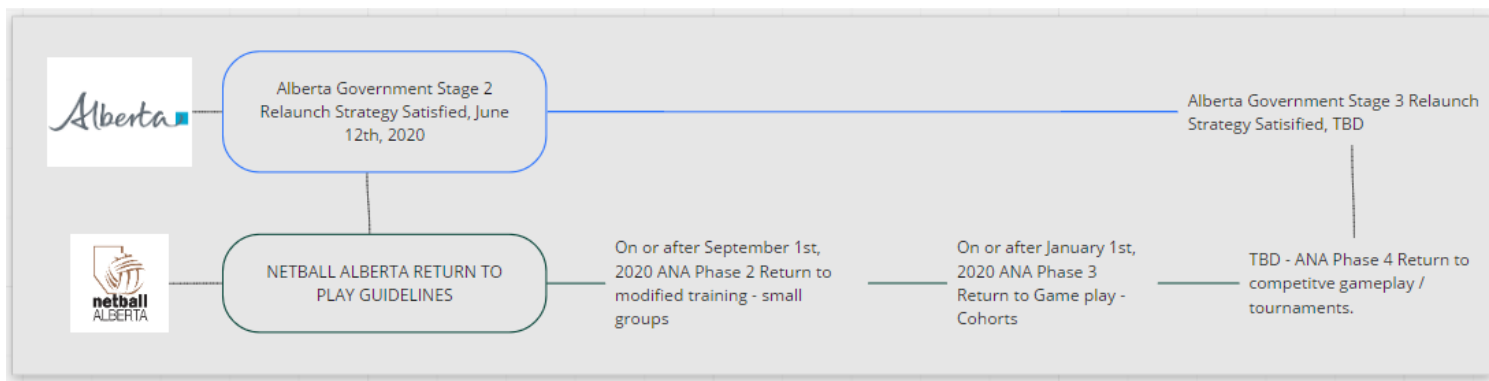 Alberta
Alberta Government Stage 2
Relaunch Strategy Satisfied, June
12th, 2020
Alberta Government Stage 3 Relaunch
Strategy Satisified, TBD
netball
ALBERTA
NETBALL ALBERTA RETURN TO
PLAY GUIDELINES
On or after September 1st,
2020 ANA Phase 2 Return to
modified training - small
groups
On or after January 1st,
2020 ANA Phase 3
Return to Game play -
Cohorts
TBD - ANA Phase 4 Return to
competitve gameplay /
tournaments.